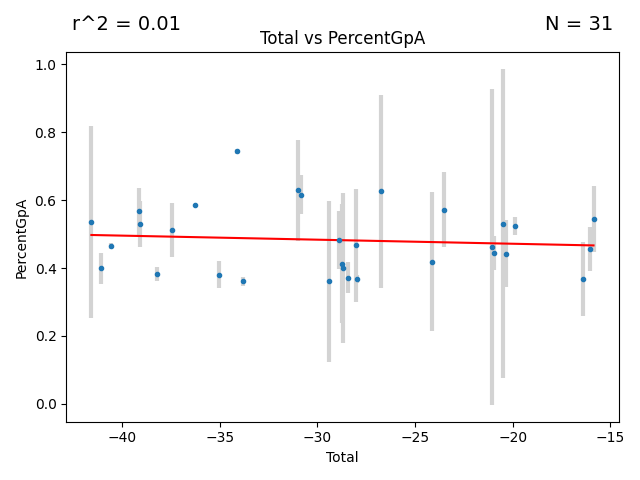 r^2 = 0.01
N = 31
Total vs PercentGpA
PercentGpA
1.0
0.8
0.6
0.4
0.2
0.0
−40
−35
−30
−25
−20
−15
Total